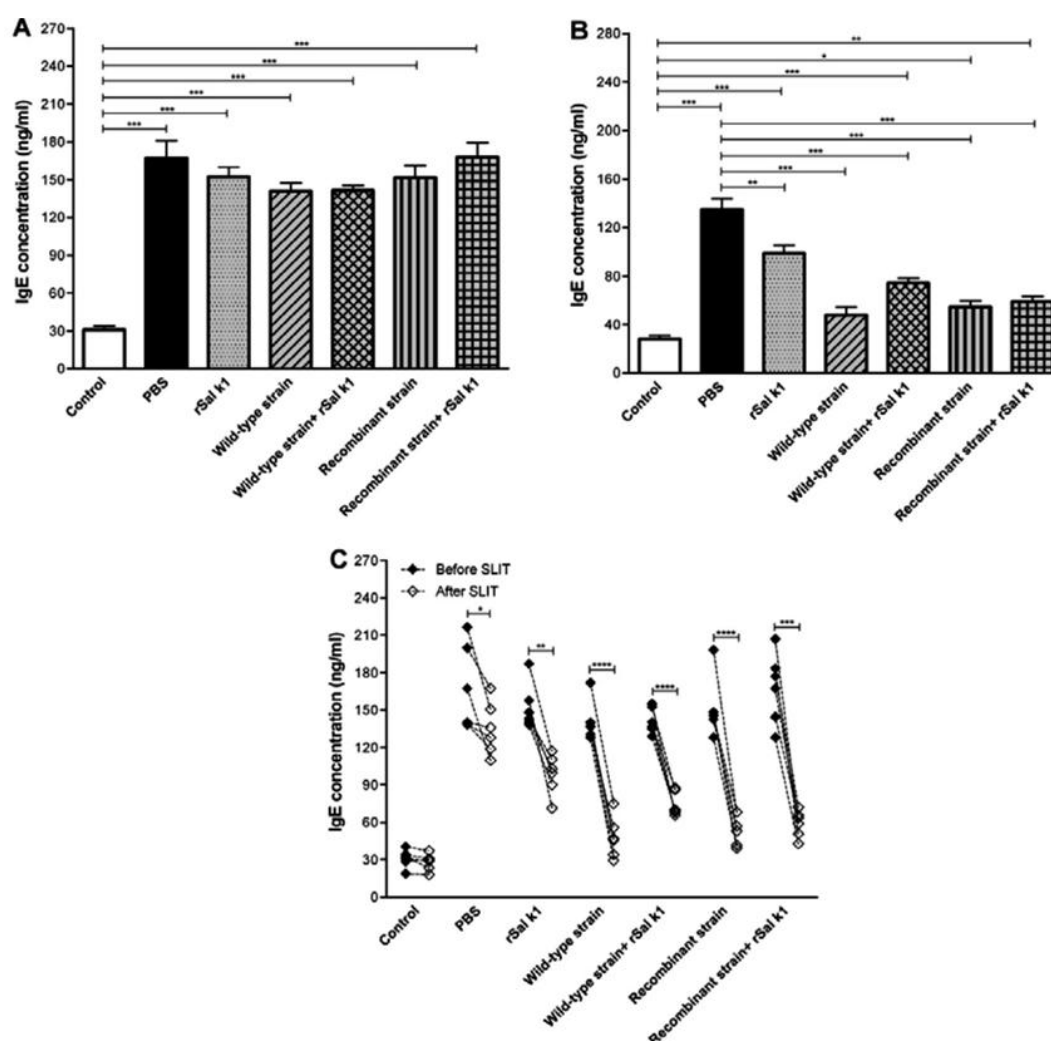 A
IgE concentration (ng/ml)
270
240
210
180
150
120
90
60
30
0
***
***
***
***
***
***
Control
PBS
rSal k1
Wild-type strain
Wild-type strain+ rSal k1
Recombinant strain
Recombinant strain+ rSal k1
B
IgE concentration (ng/ml)
280
240
200
160
120
80
40
0
**
*
***
***
***
***
***
***
***
**
Control
PBS
rSal k1
Wild-type strain
Wild-type strain+ rSal k1
Recombinant strain
Recombinant strain+ rSal k1
C
IgE concentration (ng/ml)
270
240
210
180
150
120
90
60
30
0
Before SLIT
After SLIT
*
**
****
****
****
***
Control
PBS
rSal k1
Wild-type strain
Wild-type strain+ rSal k1
Recombinant strain
Recombinant strain+ rSal k1